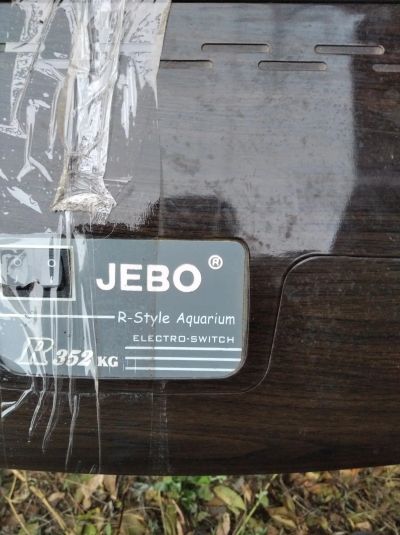 JEBO®
R-Style Aquarium
ELECTRO-SWITCH
R 352 KG